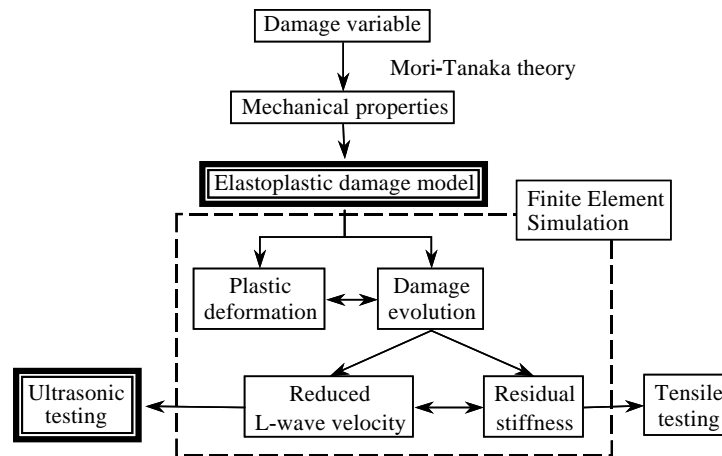 Damage variable
Mori-Tanaka theory
Mechanical properties
Elastoplastic damage model
Finite Element
Simulation
Plastic
deformation
Damage
evolution
Ultrasonic
testing
Reduced
L-wave velocity
Residual
stiffness
Tensile
testing